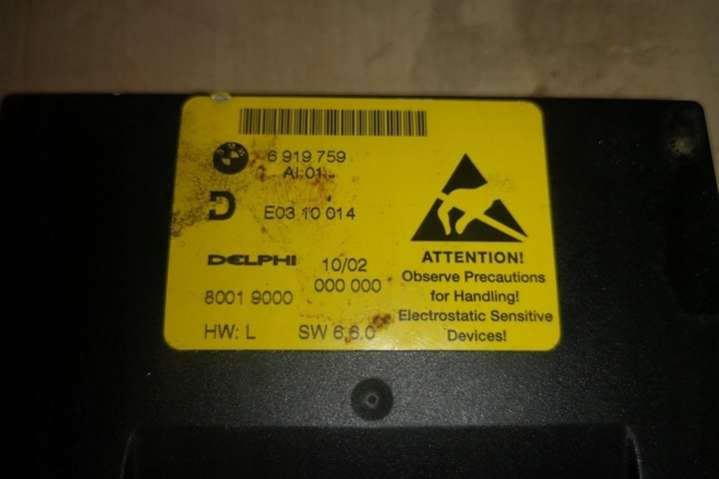 6 919 759
AI.01
D
E03 10 014
DELPHI
10/02
8001 9000
000 000
HW: L
SW 6.6.0
ATTENTION!
Observe Precautions
for Handling!
Electrostatic Sensitive
Devices!